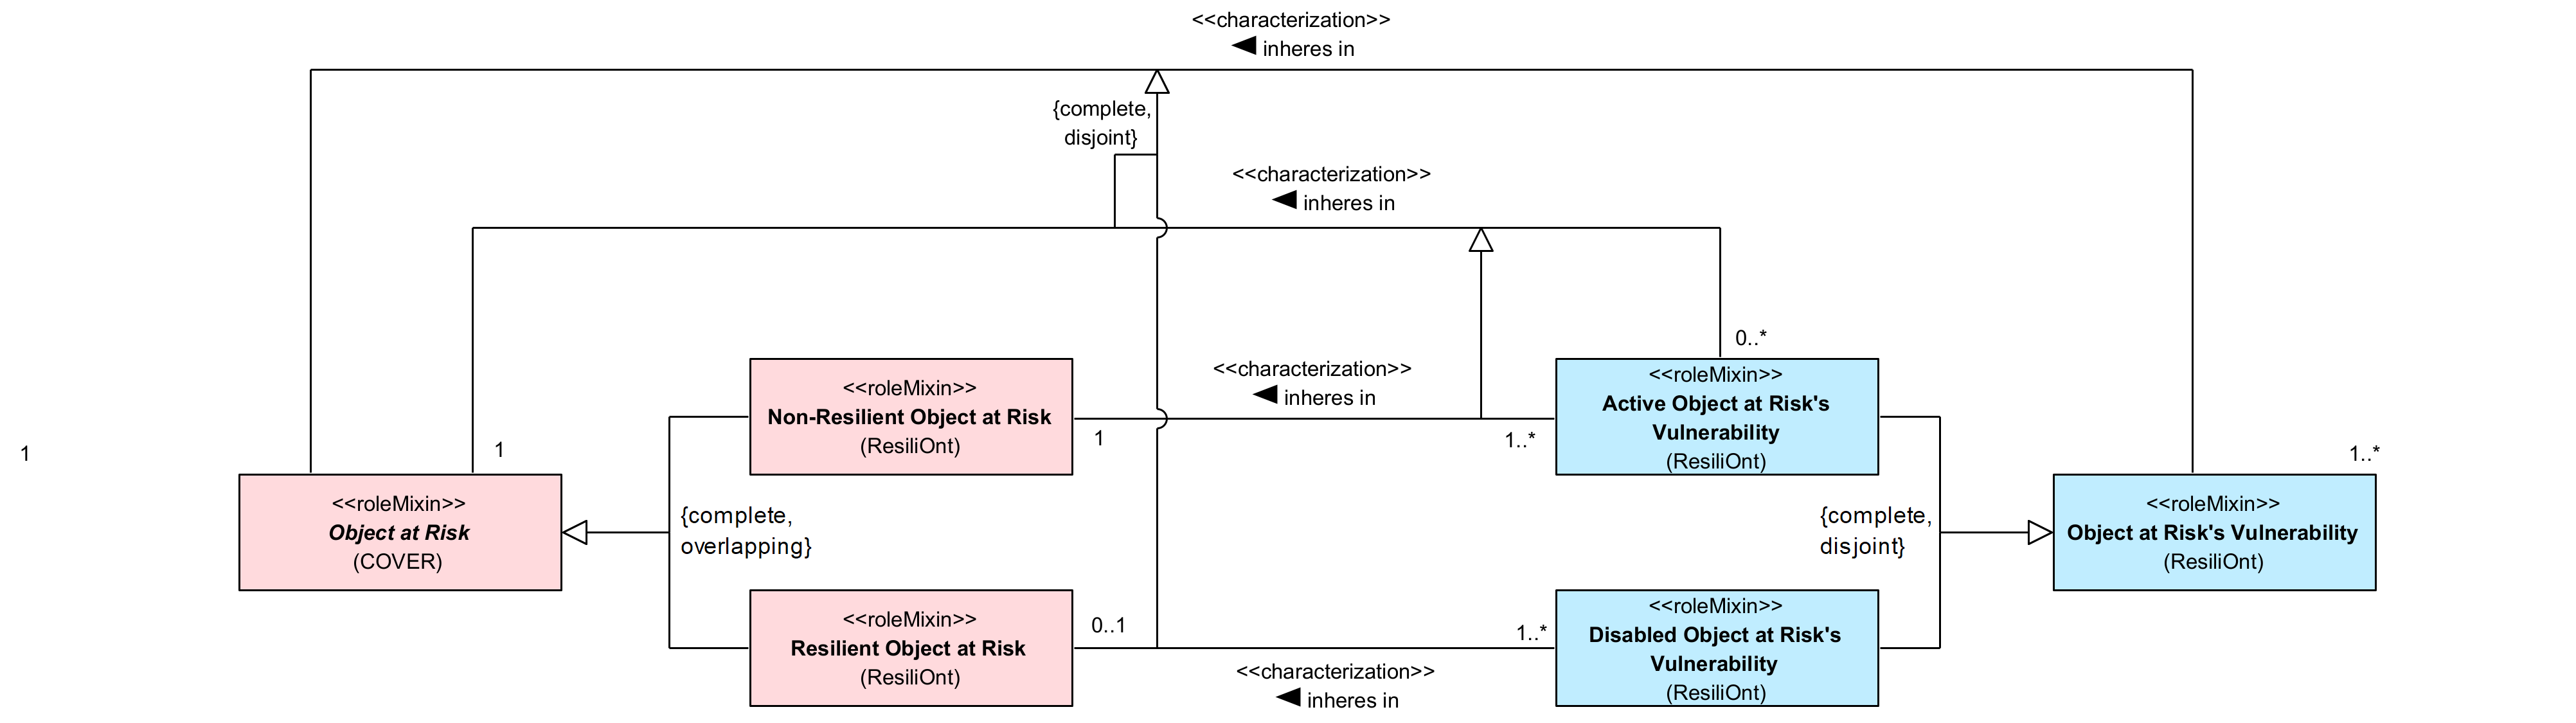 <<characterization>>
inheres in
{complete,
disjoint}
<<characterization>>
inheres in
0..*
<<characterization>>
inheres in
<<roleMixin>>
Non-Resilient Object at Risk
(ResiliOnt)
1
1..*
<<roleMixin>>
Active Object at Risk's
Vulnerability
(ResiliOnt)
1
1
1..*
<<roleMixin>>
Object at Risk
(COVER)
{complete,
overlapping}
{complete,
disjoint}
<<roleMixin>>
Object at Risk's Vulnerability
(ResiliOnt)
<<roleMixin>>
Resilient Object at Risk
(ResiliOnt)
0..1
1..*
<<roleMixin>>
Disabled Object at Risk's
Vulnerability
(ResiliOnt)
<<characterization>>
inheres in